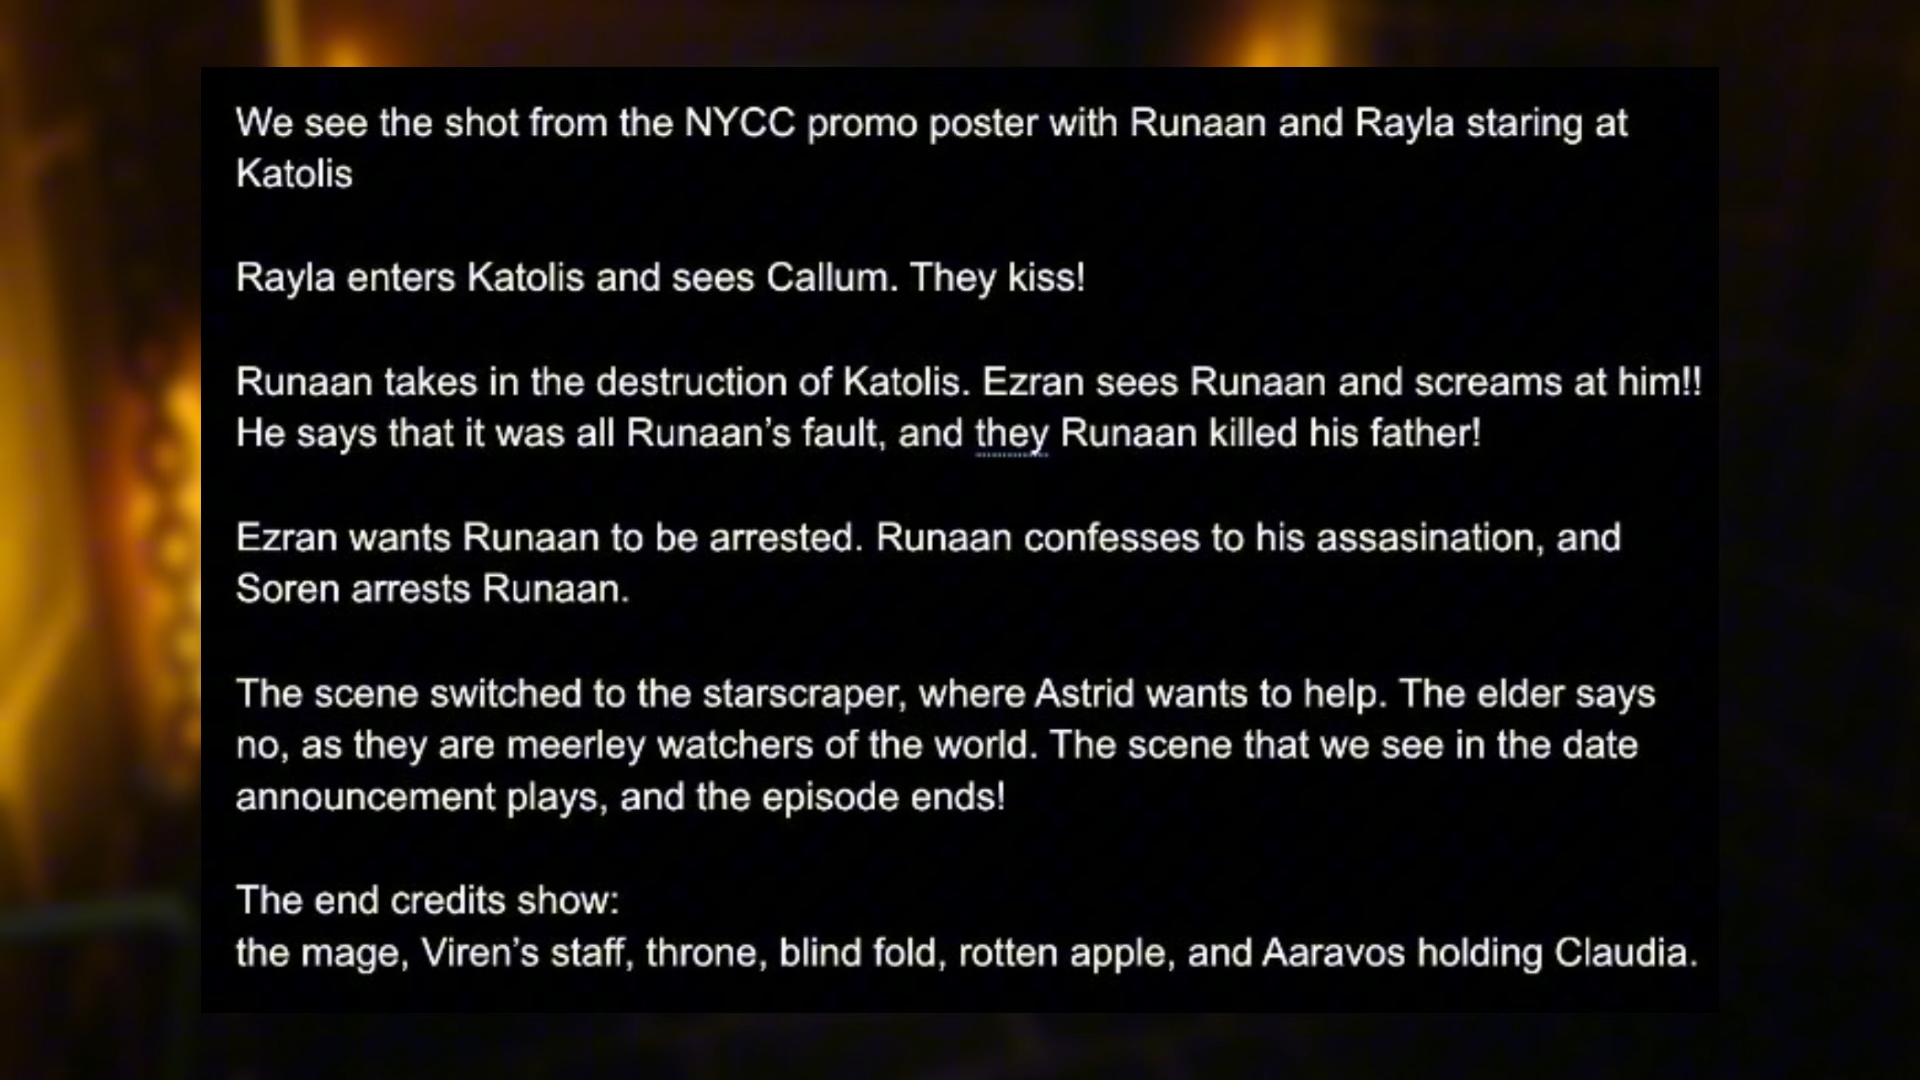 We see the shot from the NYCC promo poster with Runaan and Rayla staring at
Katolis
Rayla enters Katolis and sees Callum. They kiss!
Runaan takes in the destruction of Katolis. Ezran sees Runaan and screams at him!!
He says that it was all Runaan’s fault, and they Runaan killed his father!
Ezran wants Runaan to be arrested. Runaan confesses to his assasination, and
Soren arrests Runaan.
The scene switched to the starscraper, where Astrid wants to help. The elder says
no, as they are meerley watchers of the world. The scene that we see in the date
announcement plays, and the episode ends!
The end credits show:
the mage, Viren’s staff, throne, blind fold, rotten apple, and Aaravos holding Claudia.